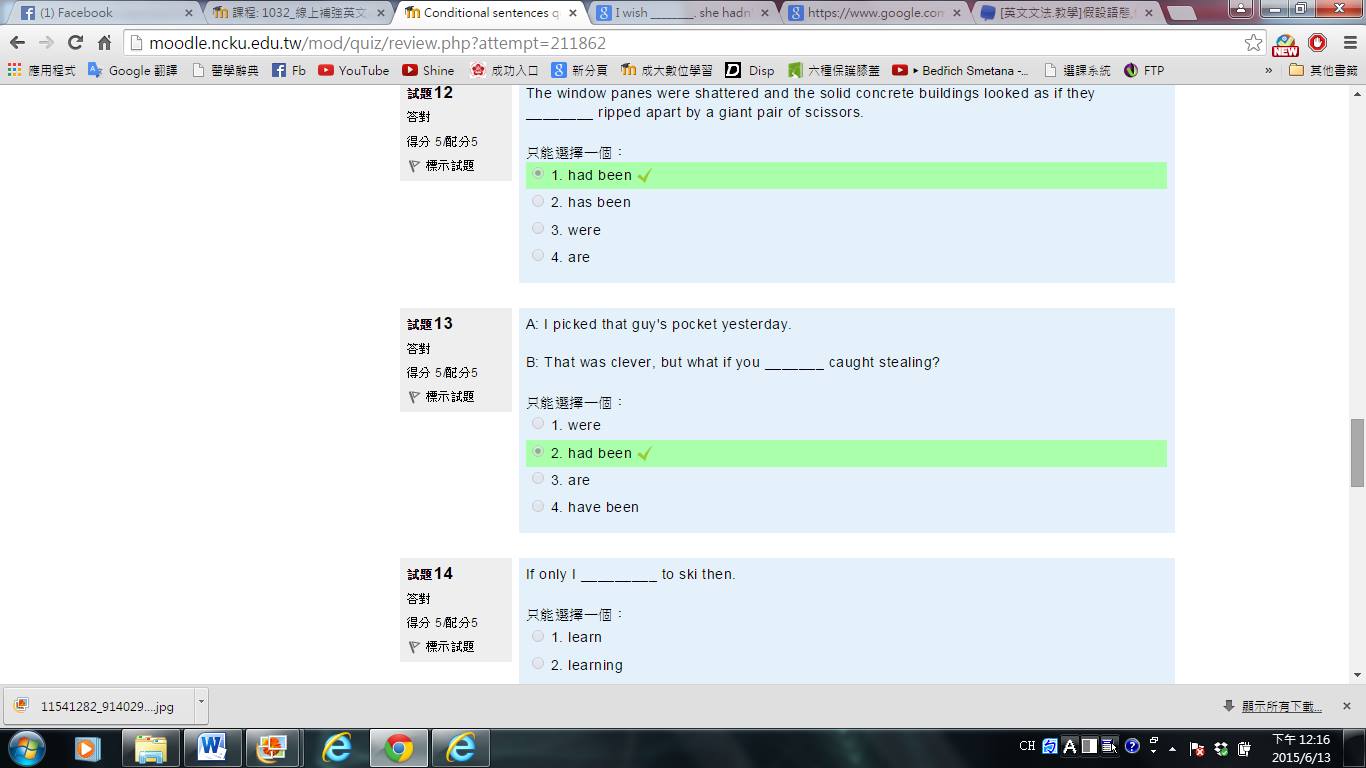 (1) Facebook
課程: 1032_線上補強英文
Conditional sentences q
I wish ________. she hadn
https://www.google.com
[英文文法.教學]假設語態.
moodle.ncku.edu.tw/mod/quiz/review.php?attempt=211862
NEW
應用程式
Google 翻譯
醫學辭典
Fb
YouTube
Shine
成功入口
新分頁
成大數位學習
Disp
六種保護膝蓋
▸ Bedřich Smetana -...
選課系統
FTP
»
其他書籤
試題12
答對
得分 5/配分5
標示試題
The window panes were shattered and the solid concrete buildings looked as if they
________ ripped apart by a giant pair of scissors.
只能選擇一個：
1. had been
2. has been
3. were
4. are
試題13
答對
得分 5/配分5
標示試題
A: I picked that guy's pocket yesterday.
B: That was clever, but what if you _______ caught stealing?
只能選擇一個：
1. were
2. had been
3. are
4. have been
試題14
答對
得分 5/配分5
標示試題
If only I _________ to ski then.
只能選擇一個：
1. learn
2. learning
11541282_914029....jpg
顯示所有下載...
CH
下午 12:16
2015/6/13